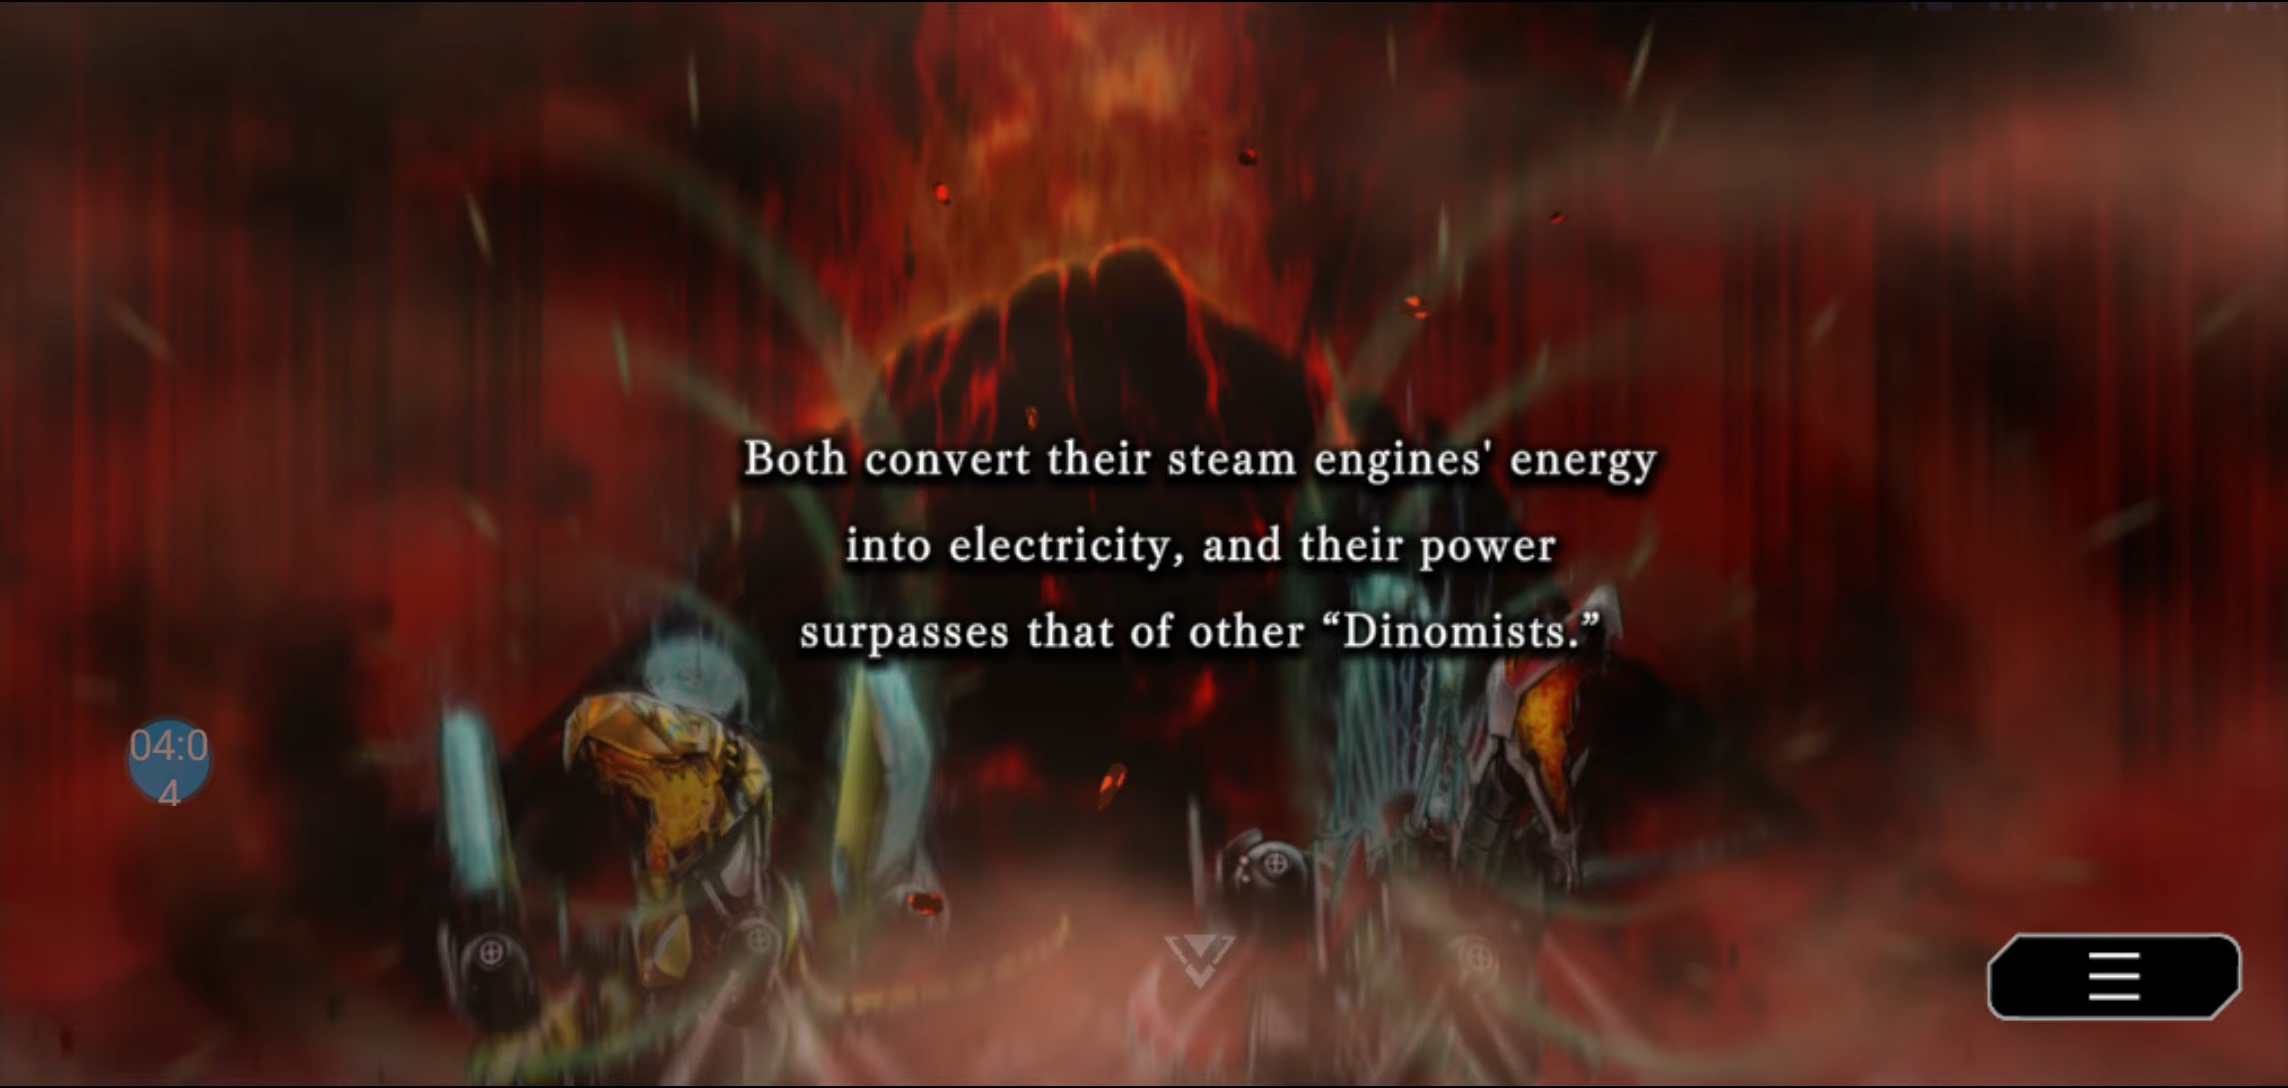 Both convert their steam engines' energy
into electricity, and their power
surpasses that of other “Dinomists.”
04:0
4